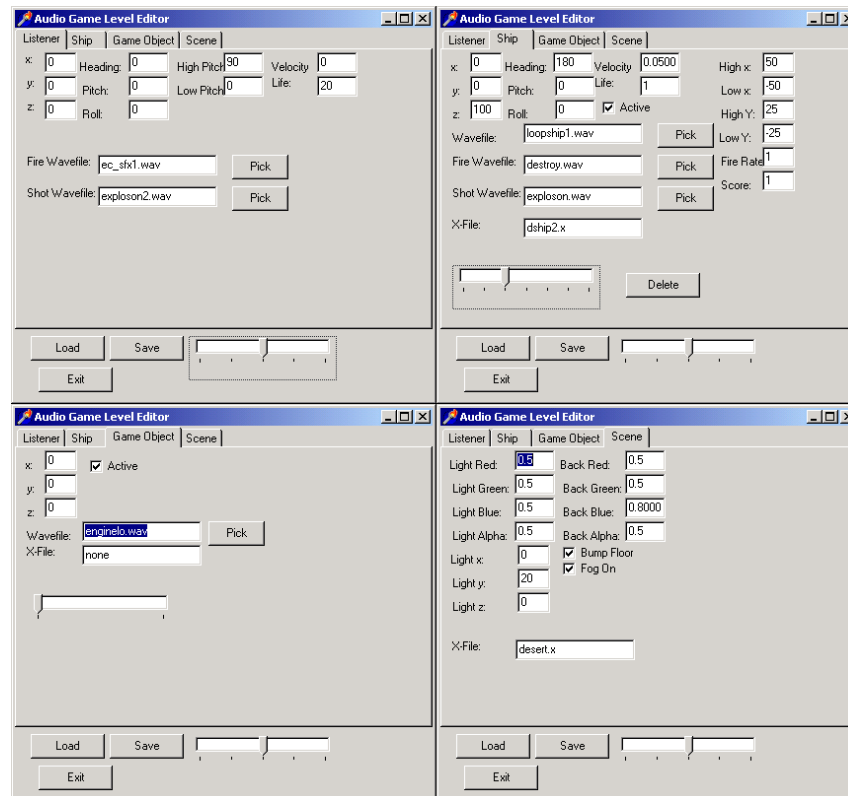 Audio Game Level Editor
Listener Ship Game Object Scene
x: 0 Heading: 0 High Pitch 90 Velocity 0
y: 0 Pitch: 0 Low Pitch 0 Life: 20
z: 0 Roll: 0
Fire Wavefile: ec_sfx1.wav Pick
Shot Wavefile: exploson2.wav Pick
Load Save
Exit
Audio Game Level Editor
Listener Ship Game Object Scene
x: 0 Heading: 180 Velocity 0.0500 High x: 50
y: 0 Pitch: 0 Life: 1 Low x: -50
z: 100 Roll: 0 Active High Y: 25
Wavefile: loopship1.wav Pick Low Y: -25
Fire Wavefile: destroy.wav Pick Fire Rate 1
Shot Wavefile: exploson.wav Pick Score: 1
X-File: dship2.x
Delete
Load Save
Exit
Audio Game Level Editor
Listener Ship Game Object Scene
x: 0 Active
y: 0
z: 0
Wavefile: enginelo.wav Pick
X-File: none
Load Save
Exit
Audio Game Level Editor
Listener Ship Game Object Scene
Light Red: 0.5 Back Red: 0.5
Light Green: 0.5 Back Green: 0.5
Light Blue: 0.5 Back Blue: 0.8000
Light Alpha: 0.5 Back Alpha: 0.5
Light x: 0 Bump Floor
Light y: 20 Fog On
Light z: 0
X-File: desert.x
Load Save
Exit